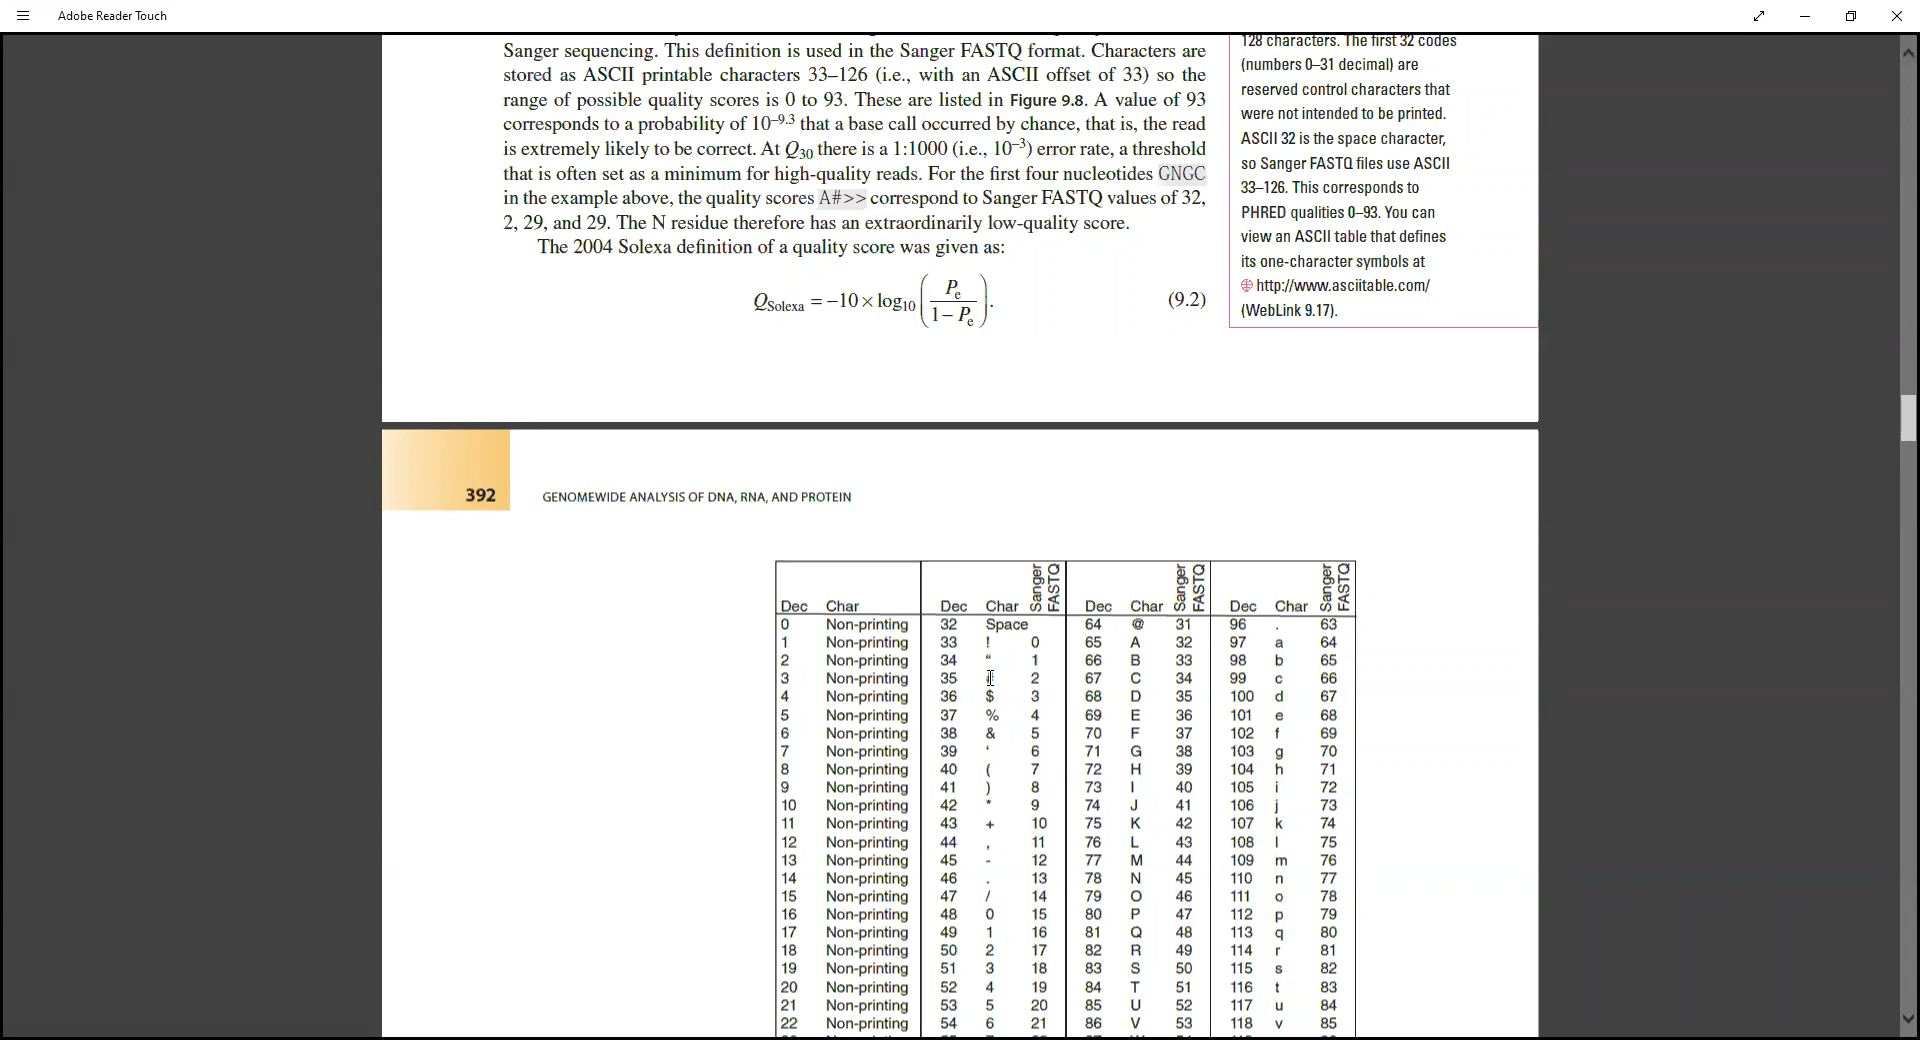 Adobe Reader Touch
Sanger sequencing. This definition is used in the Sanger FASTQ format. Characters are
stored as ASCII printable characters 33–126 (i.e., with an ASCII offset of 33) so the
range of possible quality scores is 0 to 93. These are listed in Figure 9.8. A value of 93
corresponds to a probability of 10−9.3 that a base call occurred by chance, that is, the read
is extremely likely to be correct. At Q30 there is a 1:1000 (i.e., 10−3) error rate, a threshold
that is often set as a minimum for high-quality reads. For the first four nucleotides GNGC
in the example above, the quality scores A#>> correspond to Sanger FASTQ values of 32,
2, 29, and 29. The N residue therefore has an extraordinarily low-quality score.
The 2004 Solexa definition of a quality score was given as:
QSolexa = −10 × log10 (Pe / 1 − Pe). (9.2)
128 characters. The first 32 codes
(numbers 0–31 decimal) are
reserved control characters that
were not intended to be printed.
ASCII 32 is the space character,
so Sanger FASTQ files use ASCII
33–126. This corresponds to
PHRED qualities 0–93. You can
view an ASCII table that defines
its one-character symbols at
http://www.asciitable.com/
(WebLink 9.17).
392 GENOMEWIDE ANALYSIS OF DNA, RNA, AND PROTEIN
Dec Char Dec Char Sanger FASTQ Dec Char Sanger FASTQ Dec Char Sanger FASTQ
0 Non-printing 32 Space 64 @ 31 96 . 63
1 Non-printing 33 ! 0 65 A 32 97 a 64
2 Non-printing 34 “ 1 66 B 33 98 b 65
3 Non-printing 35 2 67 C 34 99 c 66
4 Non-printing 36 $ 3 68 D 35 100 d 67
5 Non-printing 37 % 4 69 E 36 101 e 68
6 Non-printing 38 & 5 70 F 37 102 f 69
7 Non-printing 39 ‘ 6 71 G 38 103 g 70
8 Non-printing 40 ( 7 72 H 39 104 h 71
9 Non-printing 41 ) 8 73 I 40 105 i 72
10 Non-printing 42 * 9 74 J 41 106 j 73
11 Non-printing 43 + 10 75 K 42 107 k 74
12 Non-printing 44 , 11 76 L 43 108 l 75
13 Non-printing 45 - 12 77 M 44 109 m 76
14 Non-printing 46 . 13 78 N 45 110 n 77
15 Non-printing 47 / 14 79 O 46 111 o 78
16 Non-printing 48 0 15 80 P 47 112 p 79
17 Non-printing 49 1 16 81 Q 48 113 q 80
18 Non-printing 50 2 17 82 R 49 114 r 81
19 Non-printing 51 3 18 83 S 50 115 s 82
20 Non-printing 52 4 19 84 T 51 116 t 83
21 Non-printing 53 5 20 85 U 52 117 u 84
22 Non-printing 54 6 21 86 V 53 118 v 85